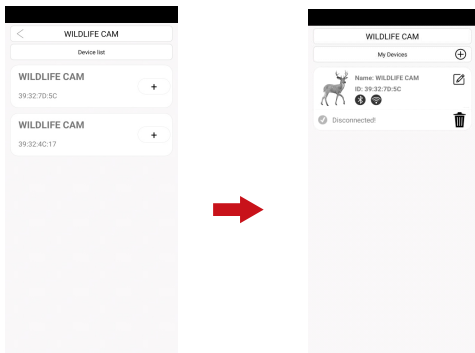 WILDLIFE CAM
Device list
WILDLIFE CAM
+
39:32:7D:5C
WILDLIFE CAM
+
39:32:4C:17
WILDLIFE CAM
My Devices
Name: WILDLIFE CAM
ID: 39:32:7D:5C
Disconnected!